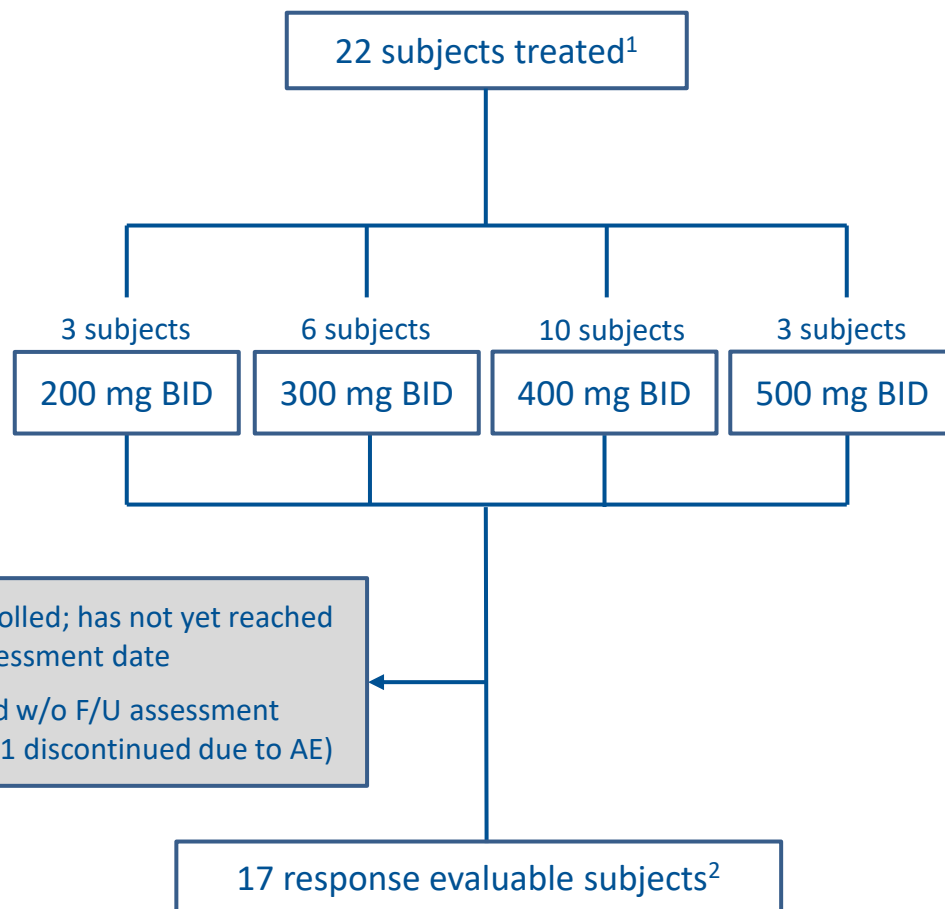 22 subjects treated¹
3 subjects
6 subjects
10 subjects
3 subjects
200 mg BID
300 mg BID
400 mg BID
500 mg BID
has not yet reached
assessment date
w/o F/U assessment
1 discontinued due to AE)
17 response evaluable subjects²